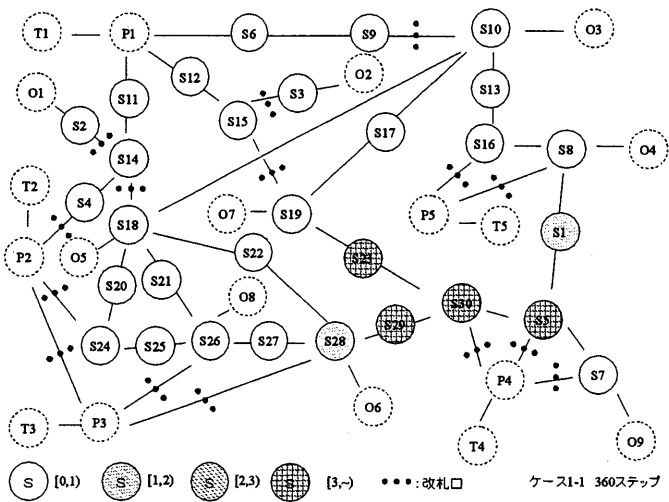 T1
P1
S6
S9
S10
O3
O1
S11
S12
S3
O2
S13
S2
S15
S17
S14
S16
S8
O4
T2
S4
O7
S19
P5
T5
S1
P2
O5
S18
S22
S23
S20
S21
O8
S30
S29
S5
S24
S25
S26
S27
S28
S7
P4
O6
T3
P3
T4
O9
S [0,1)
S [1,2)
S [2,3)
S [3,~)
●●●:改札口
ケース1-1 360ステップ